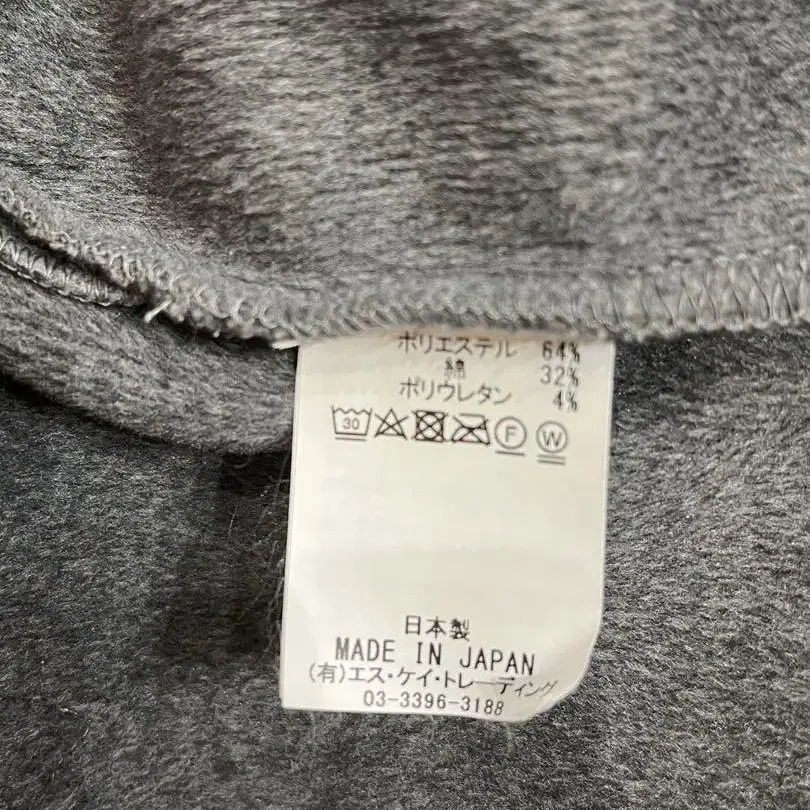 ポリエステル 64%
綿 32%
ポリウレタン 4%
30 F W
日本製
MADE IN JAPAN
(有)エス・ケイ・トレーディング
03-3396-3188